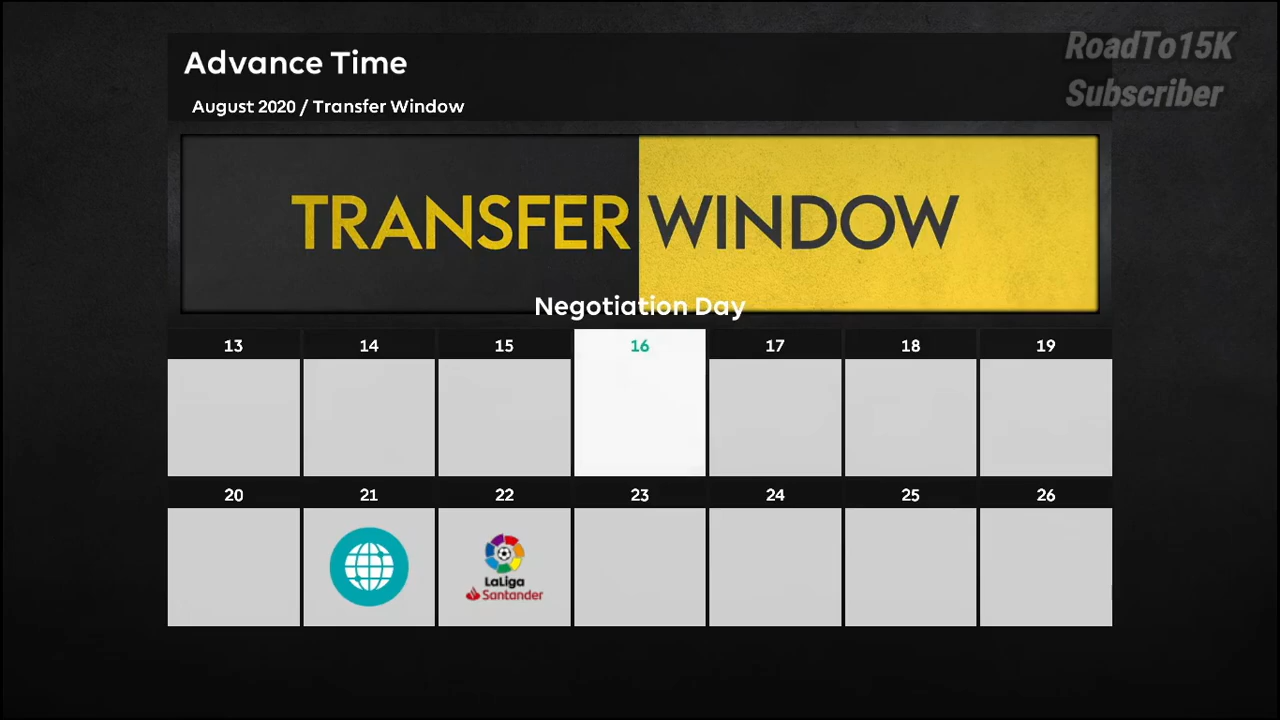 RoadTo15K
Subscriber
Advance Time
August 2020 / Transfer Window
TRANSFER WINDOW
Negotiation Day
13 14 15 16 17 18 19
20 21 22 23 24 25 26
LaLiga
Santander